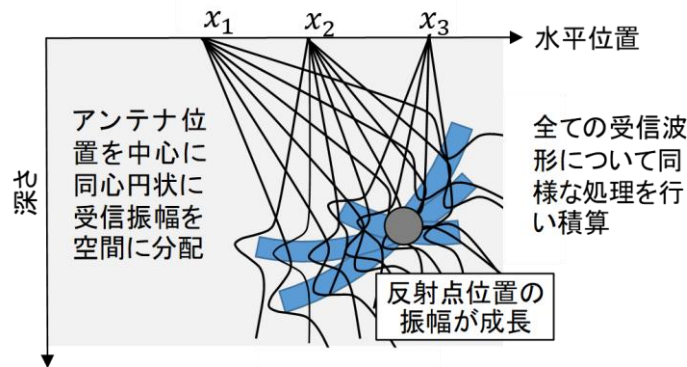 x₁
x₂
x₃
水平位置
深さ
アンテナ位
置を中心に
同心円状に
受信振幅を
空間に分配
全ての受信波
形について同
様な処理を行
い積算
反射点位置の
振幅が成長